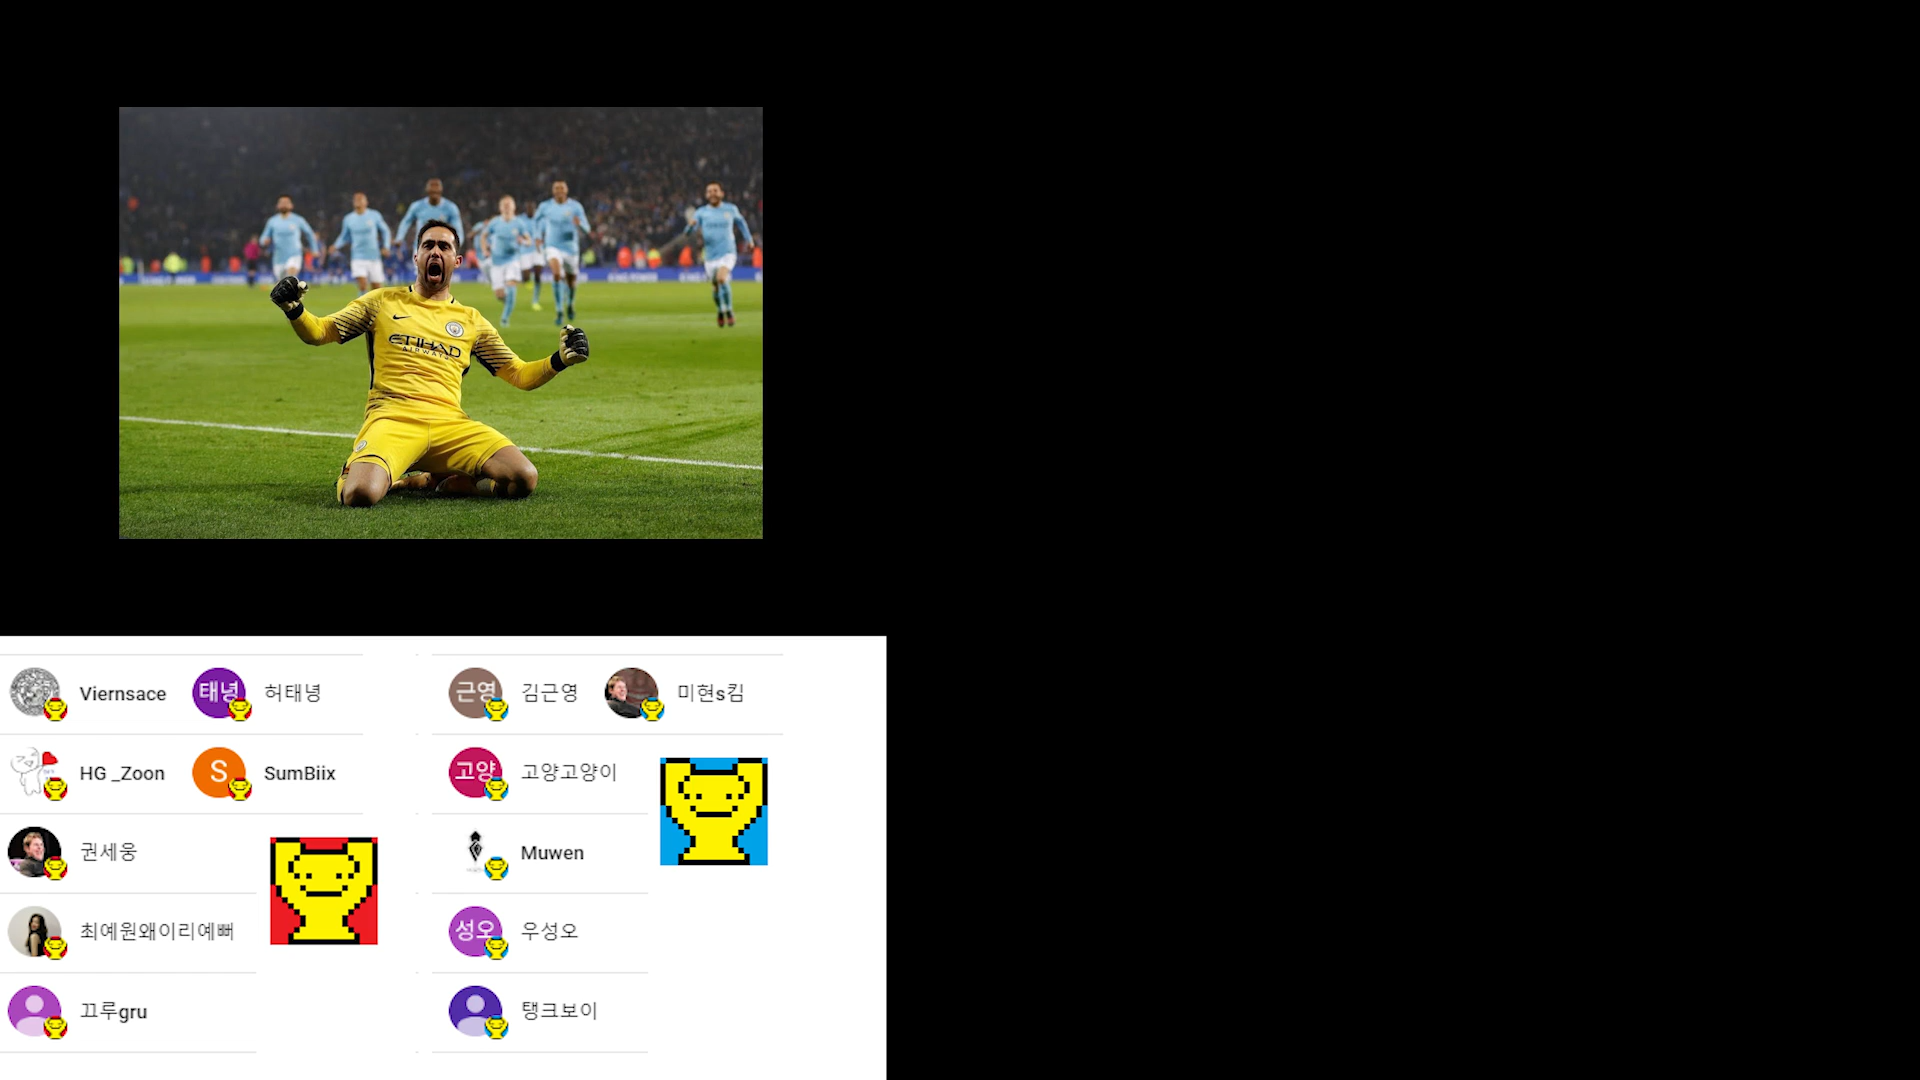 ETIHAD
AIRWAYS
Viernsace
태녕
허태녕
근영
김근영
미현s킴
HG _Zoon
S
SumBiix
고양
고양고양이
권세웅
Muwen
최예원왜이리예뻐
성오
우성오
끄루gru
탱크보이